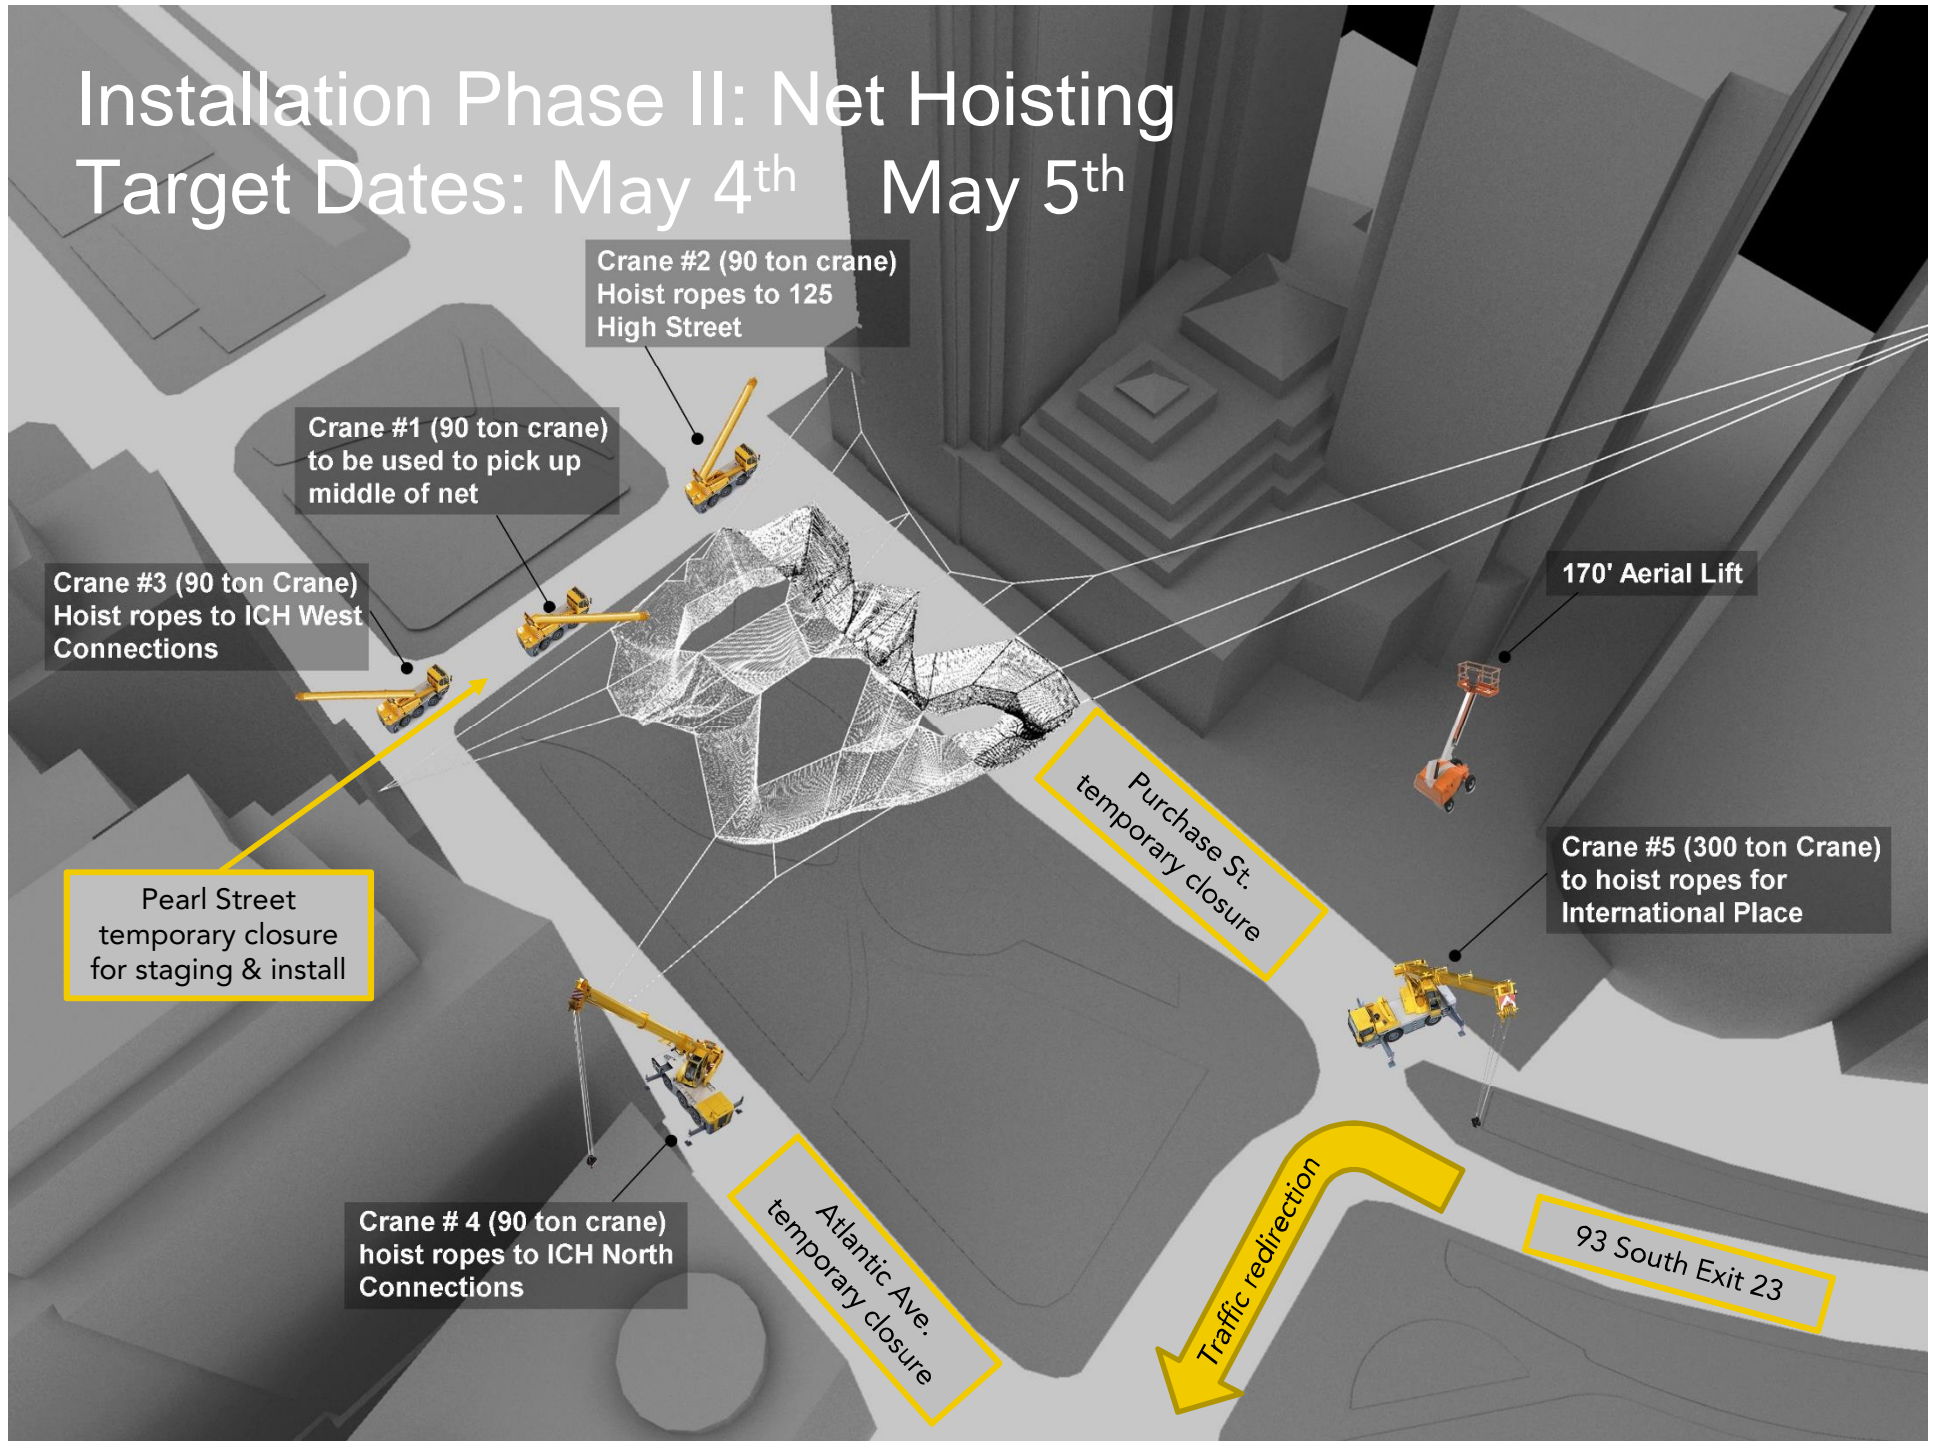 Installation Phase II: Net Hoisting
Target Dates: May 4th May 5th
Crane #2 (90 ton crane)
Hoist ropes to 125
High Street
Crane #1 (90 ton crane)
to be used to pick up
middle of net
Crane #3 (90 ton Crane)
Hoist ropes to ICH West
Connections
170' Aerial Lift
Purchase St.
temporary closure
Crane #5 (300 ton Crane)
to hoist ropes for
International Place
Pearl Street
temporary closure
for staging & install
Crane # 4 (90 ton crane)
hoist ropes to ICH North
Connections
Atlantic Ave.
temporary closure
Traffic redirection
93 South Exit 23